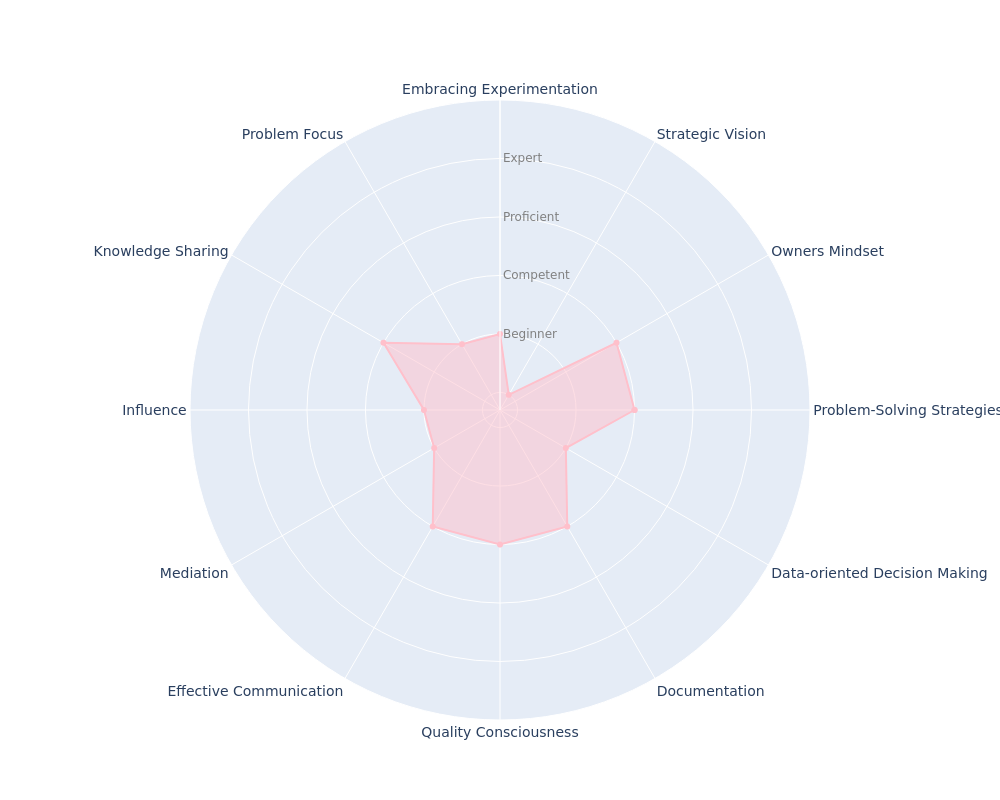 Embracing Experimentation
Problem Focus
Strategic Vision
Expert
Proficient
Knowledge Sharing
Owners Mindset
Competent
Beginner
Influence
Problem-Solving Strategies
Mediation
Data-oriented Decision Making
Effective Communication
Documentation
Quality Consciousness